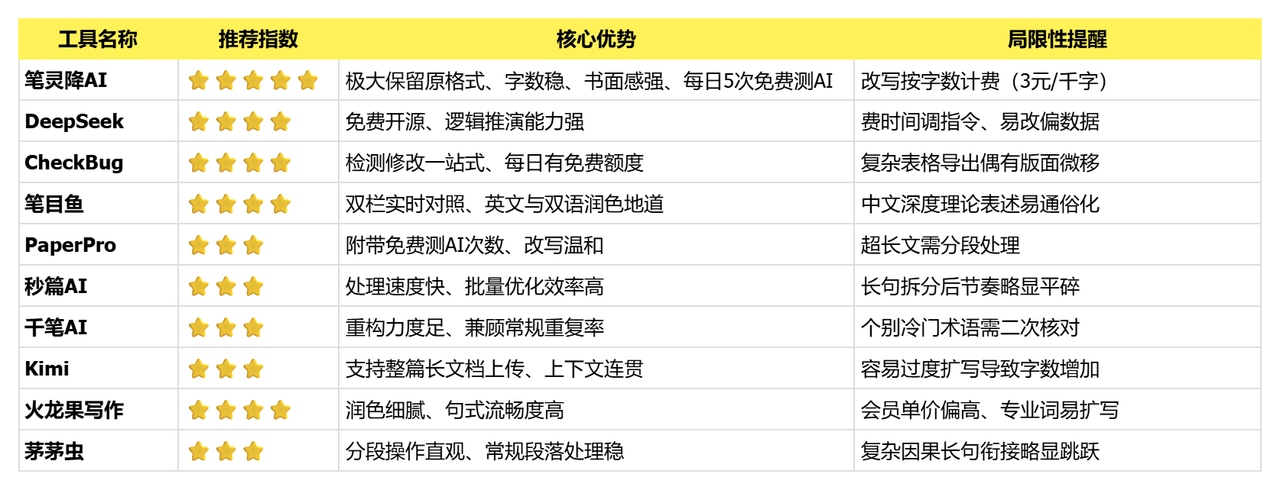 工具名称 推荐指数 核心优势 局限性提醒
笔灵降AI ⭐⭐⭐⭐⭐ 极大保留原格式、字数稳、书面感强、每日5次免费测AI 改写按字数计费（3元/千字）
DeepSeek ⭐⭐⭐⭐ 免费开源、逻辑推演能力强 费时间调指令、易改偏数据
CheckBug ⭐⭐⭐⭐ 检测修改一站式、每日有免费额度 复杂表格导出偶有版面微移
笔目鱼 ⭐⭐⭐⭐ 双栏实时对照、英文与双语润色地道 中文深度理论表述易通俗化
PaperPro ⭐⭐⭐ 附带免费测AI次数、改写温和 超长文需分段处理
秒篇AI ⭐⭐⭐ 处理速度快、批量优化效率高 长句拆分后节奏略显平碎
千笔AI ⭐⭐⭐ 重构力度足、兼顾常规重复率 个别冷门术语需二次核对
Kimi ⭐⭐⭐ 支持整篇长文档上传、上下文连贯 容易过度扩写导致字数增加
火龙果写作 ⭐⭐⭐⭐ 润色细腻、句式流畅度高 会员单价偏高、专业词易扩写
茅茅虫 ⭐⭐⭐ 分段操作直观、常规段落处理稳 复杂因果长句衔接略显跳跃